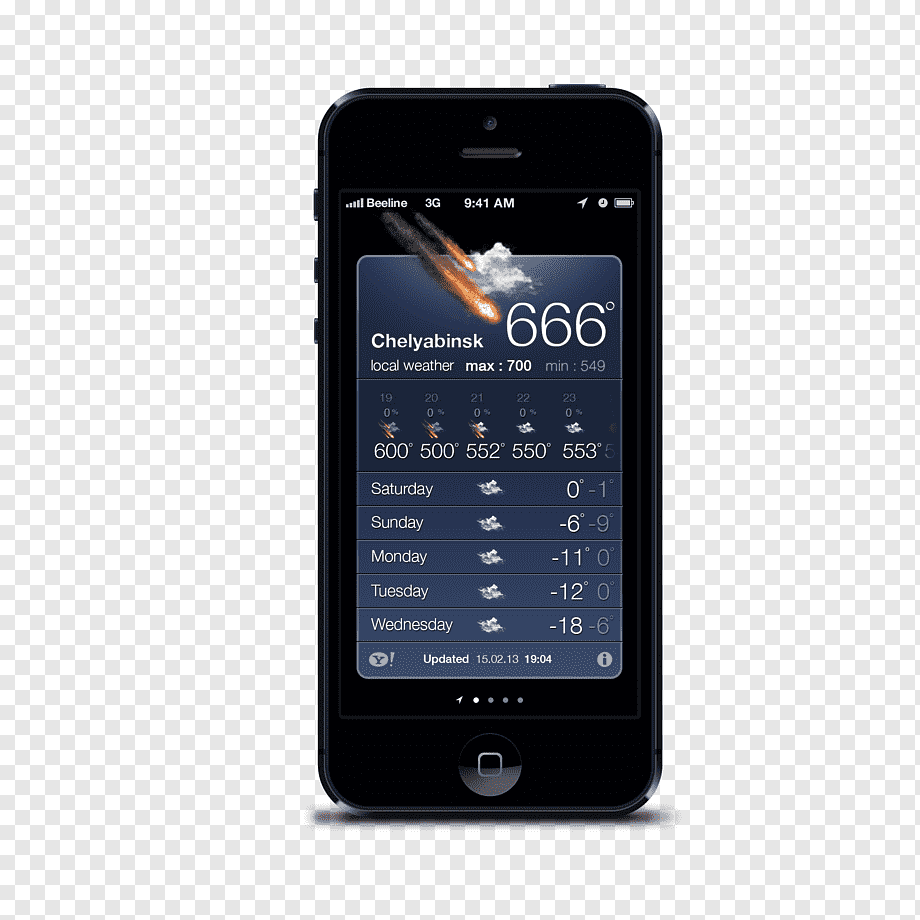 Beeline 3G 9:41 AM
666°
Chelyabinsk
local weather max : 700 min : 549
19 20 21 22 23
0 % 0 % 0 % 0 % 0 %
600° 500° 552° 550° 553° 5
Saturday 0° -1°
Sunday -6° -9°
Monday -11° 0°
Tuesday -12° 0°
Wednesday -18 -6°
Y! Updated 15.02.13 19:04 i